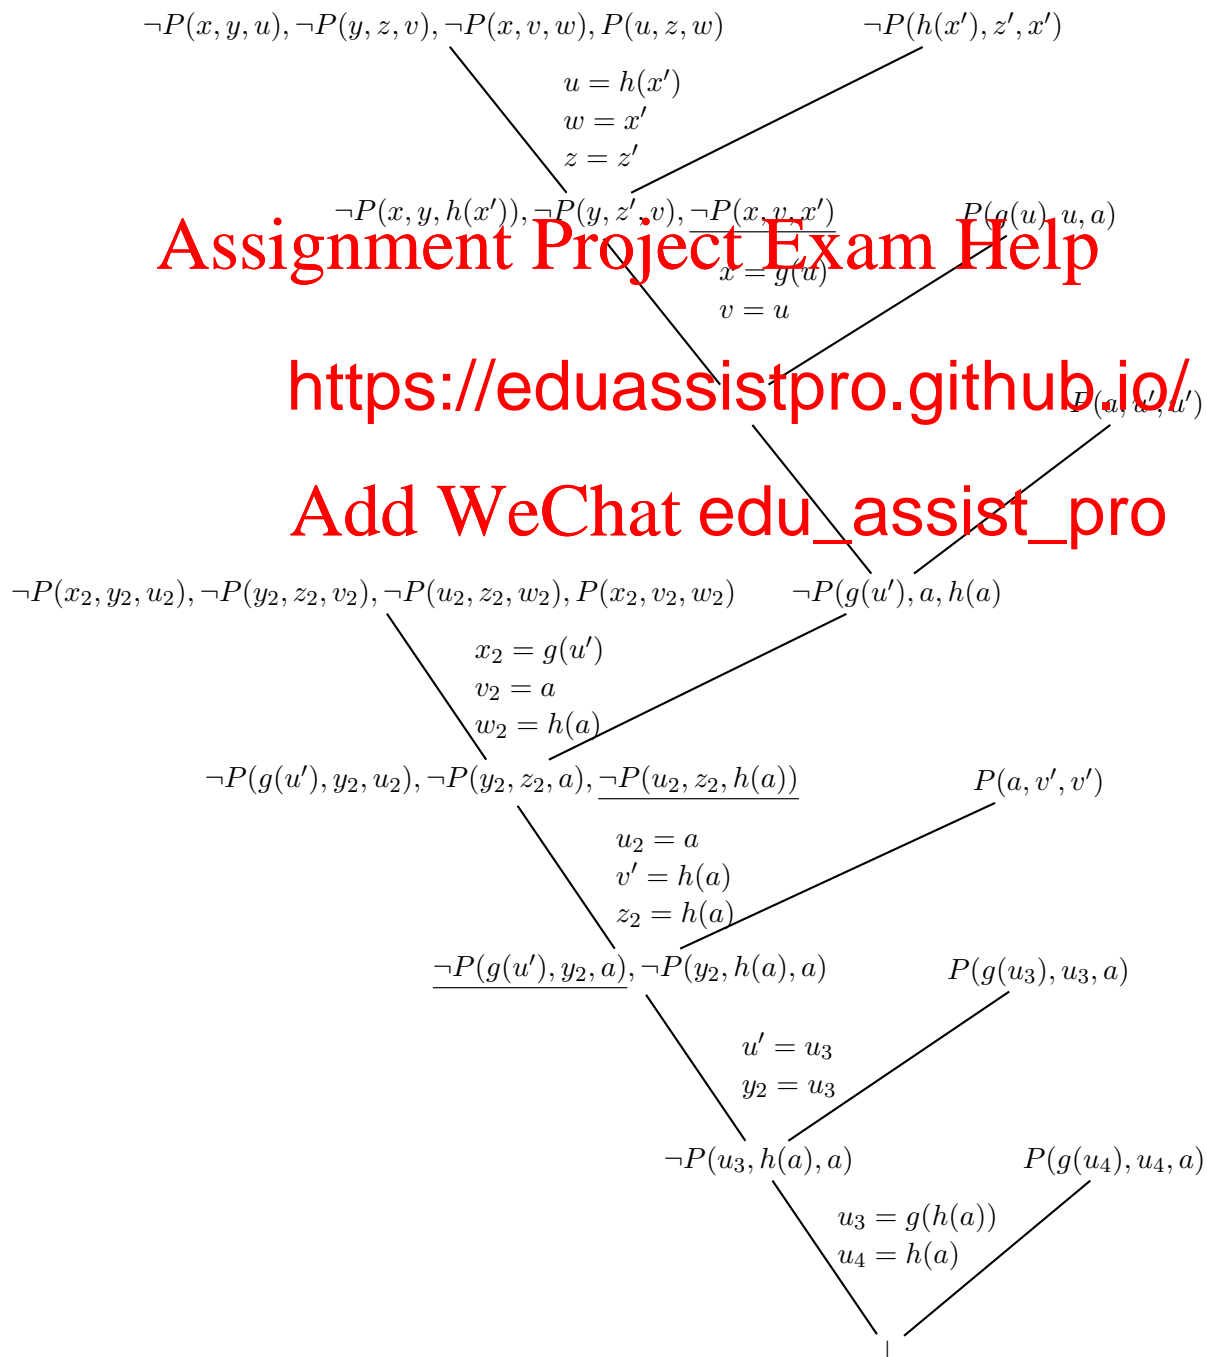 ¬P(x, y, u), ¬P(y, z, v), ¬P(x, v, w), P(u, z, w)    ¬P(h(x′), z′, x′)
u = h(x′)
w = x′
z = z′
¬P(x, y, h(x′)), ¬P(y, z′, v), ¬P(x, v, x′)    P(g(u), u, a)
Assignment Project Exam Help
x = g(u)
v = u
https://eduassistpro.github.io/
P(a, u′, u′)
Add WeChat edu_assist_pro
¬P(x₂, y₂, u₂), ¬P(y₂, z₂, v₂), ¬P(u₂, z₂, w₂), P(x₂, v₂, w₂)    ¬P(g(u′), a, h(a)
x₂ = g(u′)
v₂ = a
w₂ = h(a)
¬P(g(u′), y₂, u₂), ¬P(y₂, z₂, a), ¬P(u₂, z₂, h(a))    P(a, v′, v′)
u₂ = a
v′ = h(a)
z₂ = h(a)
¬P(g(u′), y₂, a), ¬P(y₂, h(a), a)    P(g(u₃), u₃, a)
u′ = u₃
y₂ = u₃
¬P(u₃, h(a), a)    P(g(u₄), u₄, a)
u₃ = g(h(a))
u₄ = h(a)